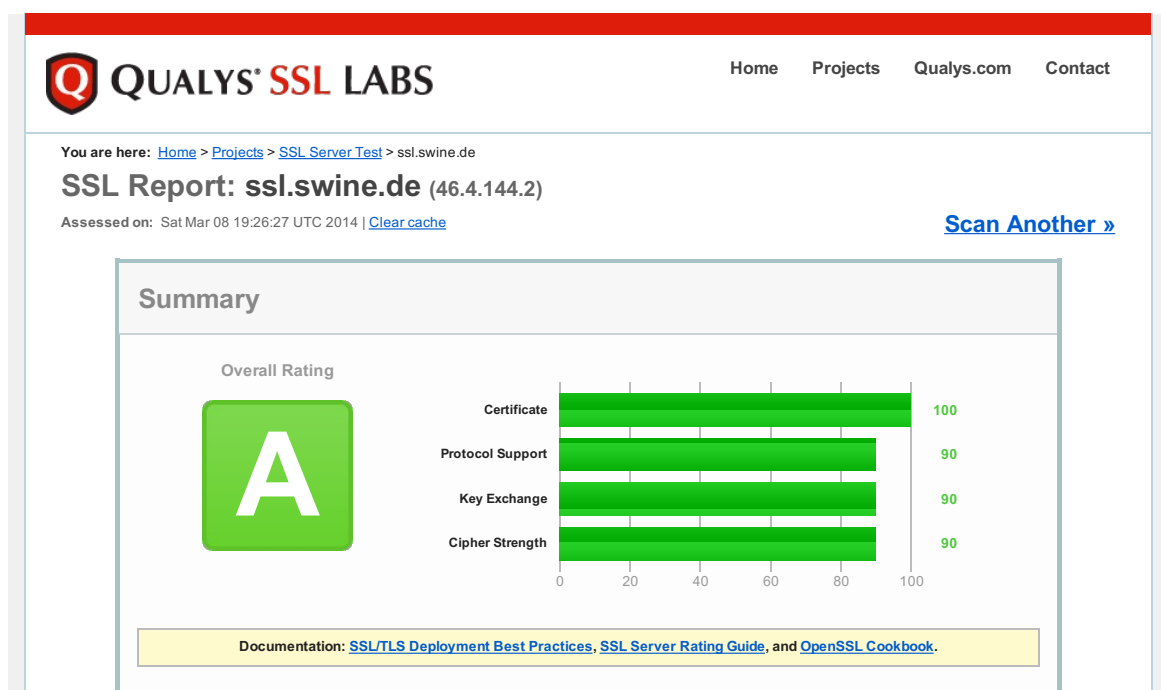 Q QUALYS® SSL LABS
Home Projects Qualys.com Contact
You are here: Home > Projects > SSL Server Test > ssl.swine.de
SSL Report: ssl.swine.de (46.4.144.2)
Assessed on: Sat Mar 08 19:26:27 UTC 2014 | Clear cache
Scan Another »
Summary
Overall Rating
A
Certificate 100
Protocol Support 90
Key Exchange 90
Cipher Strength 90
0 20 40 60 80 100
Documentation: SSL/TLS Deployment Best Practices, SSL Server Rating Guide, and OpenSSL Cookbook.